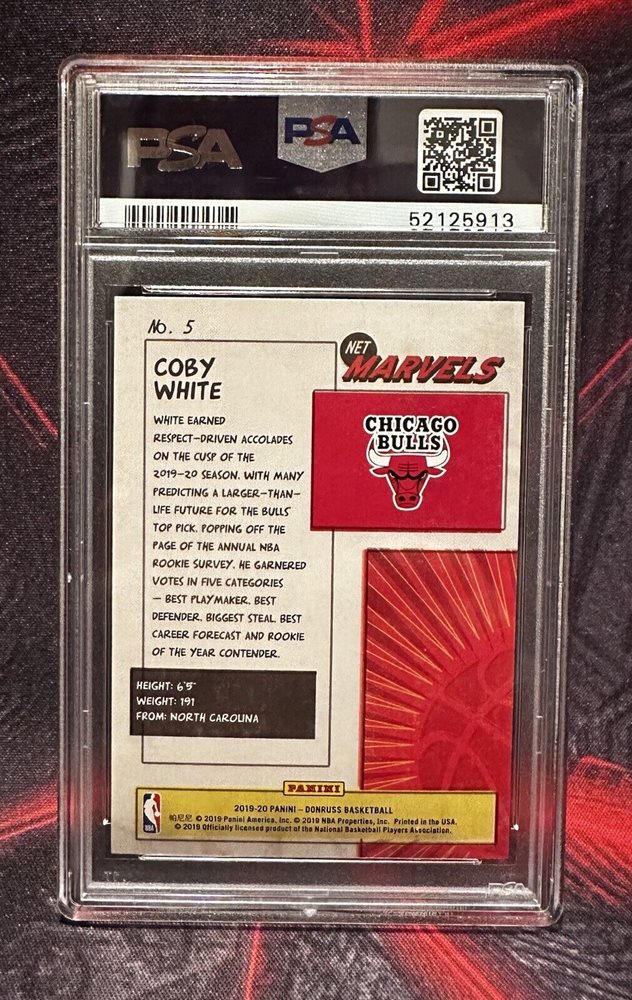 PSA
PSA
52125913
No. 5
NET
MARVELS
COBY
WHITE
CHICAGO
BULLS
WHITE EARNED
RESPECT-DRIVEN ACCOLADES
ON THE CUSP OF THE
2019-20 SEASON. WITH MANY
PREDICTING A LARGER-THAN-
LIFE FUTURE FOR THE BULLS'
TOP PICK. POPPING OFF THE
PAGE OF THE ANNUAL NBA
ROOKIE SURVEY, HE GARNERED
VOTES IN FIVE CATEGORIES
— BEST PLAYMAKER, BEST
DEFENDER, BIGGEST STEAL, BEST
CAREER FORECAST AND ROOKIE
OF THE YEAR CONTENDER.
HEIGHT: 6'5"
WEIGHT: 191
FROM: NORTH CAROLINA
PANINI
2019-20 PANINI – DONRUSS BASKETBALL
帕尼尼 © 2019 Panini America, Inc. © 2019 NBA Properties, Inc. Printed in the USA.
© 2019 Officially licensed product of the National Basketball Players Association.
NBA
PSA